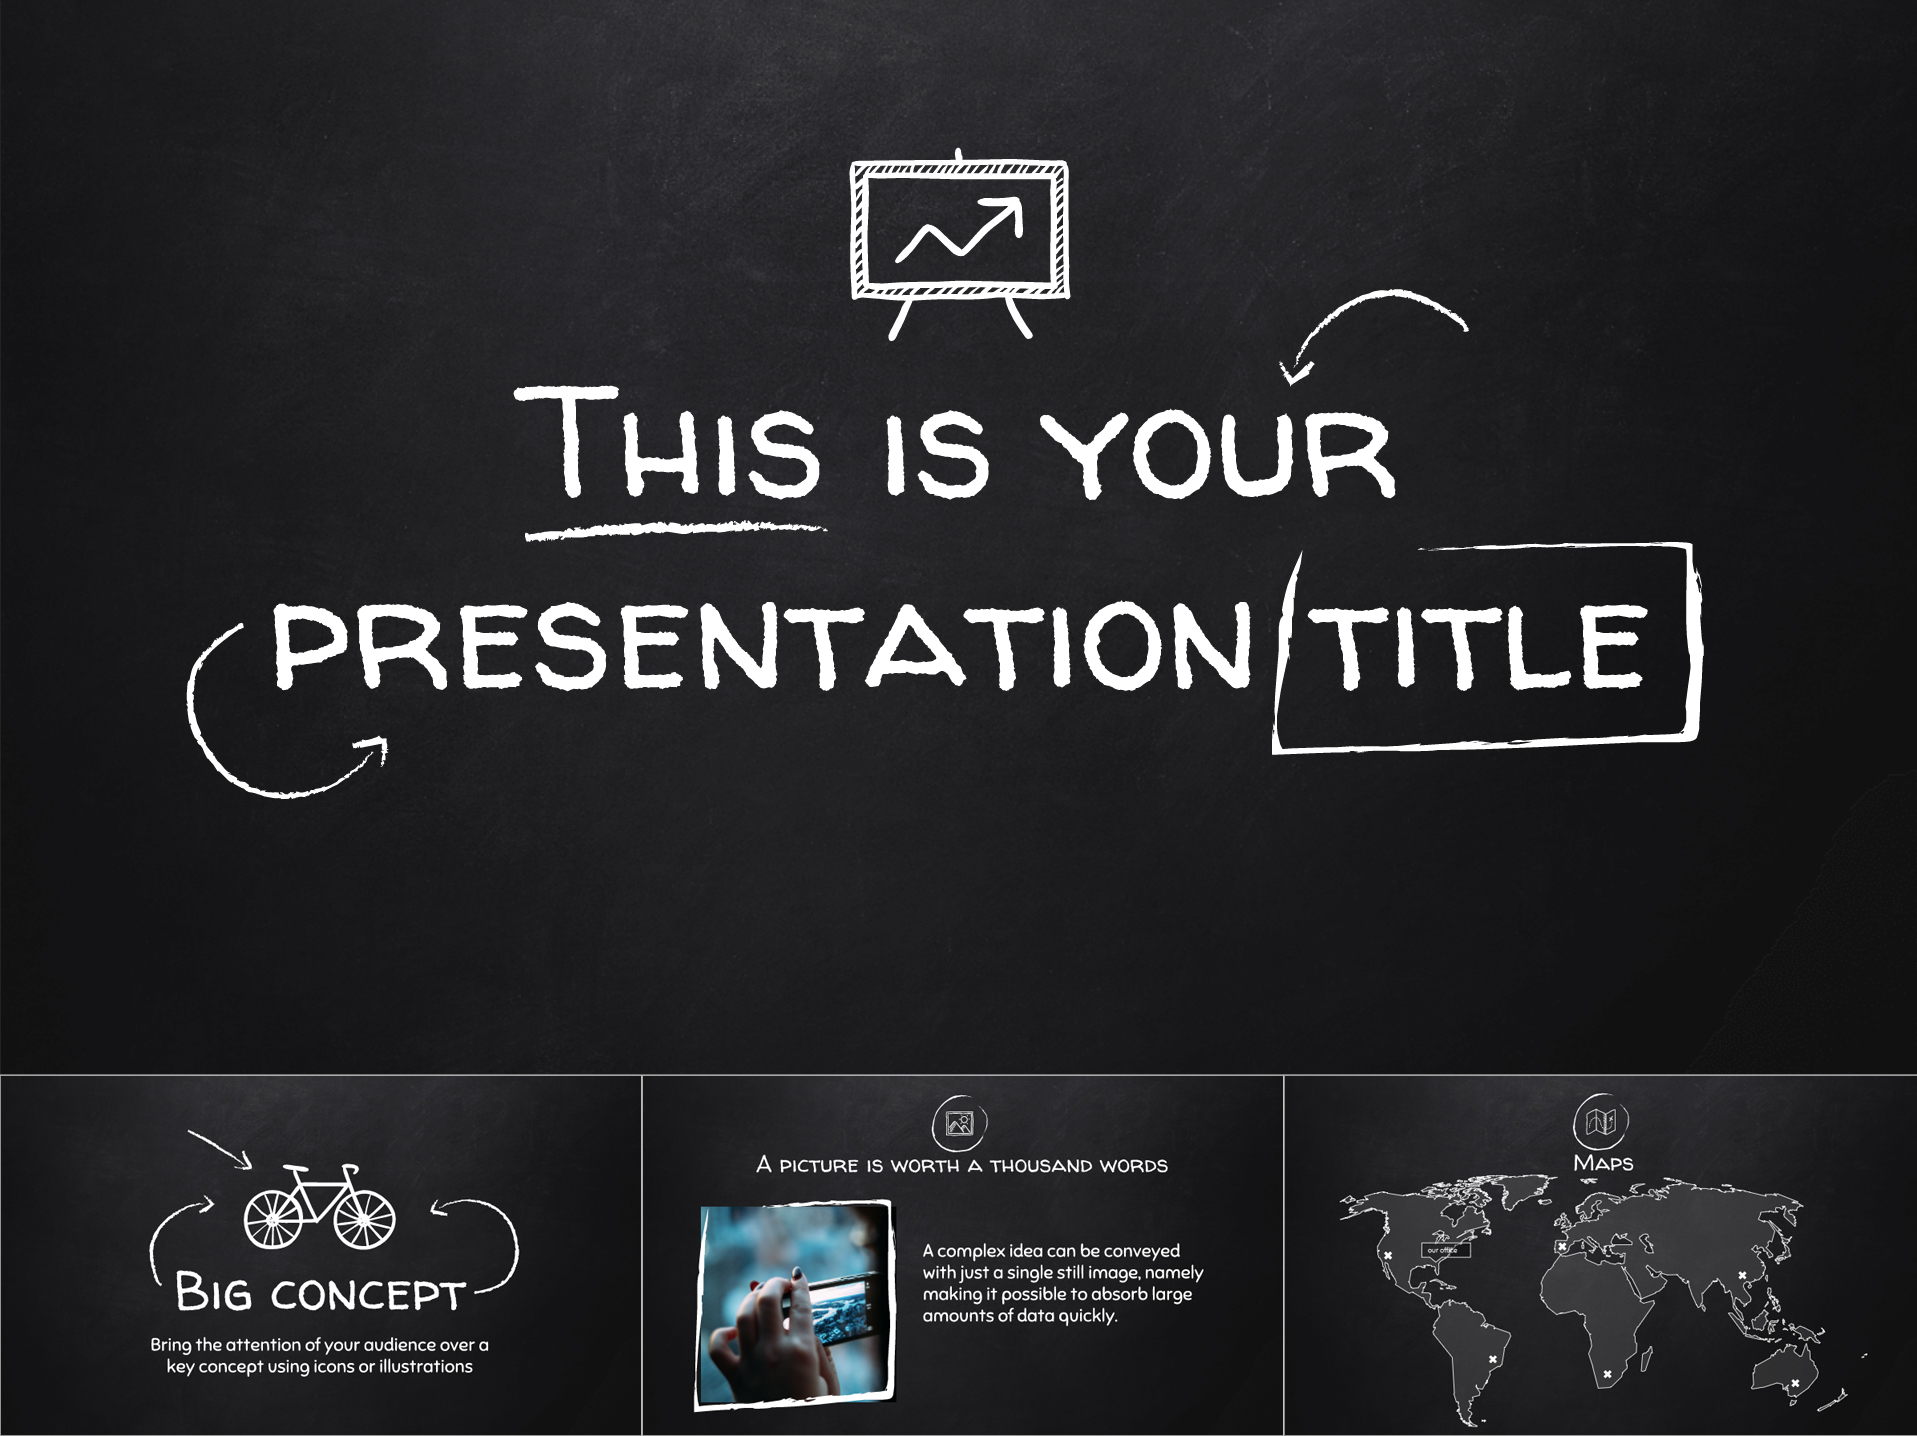 This is your
presentation title
Big concept
Bring the attention of your audience over a
key concept using icons or illustrations
A picture is worth a thousand words
A complex idea can be conveyed
with just a single still image, namely
making it possible to absorb large
amounts of data quickly.
Maps
our office